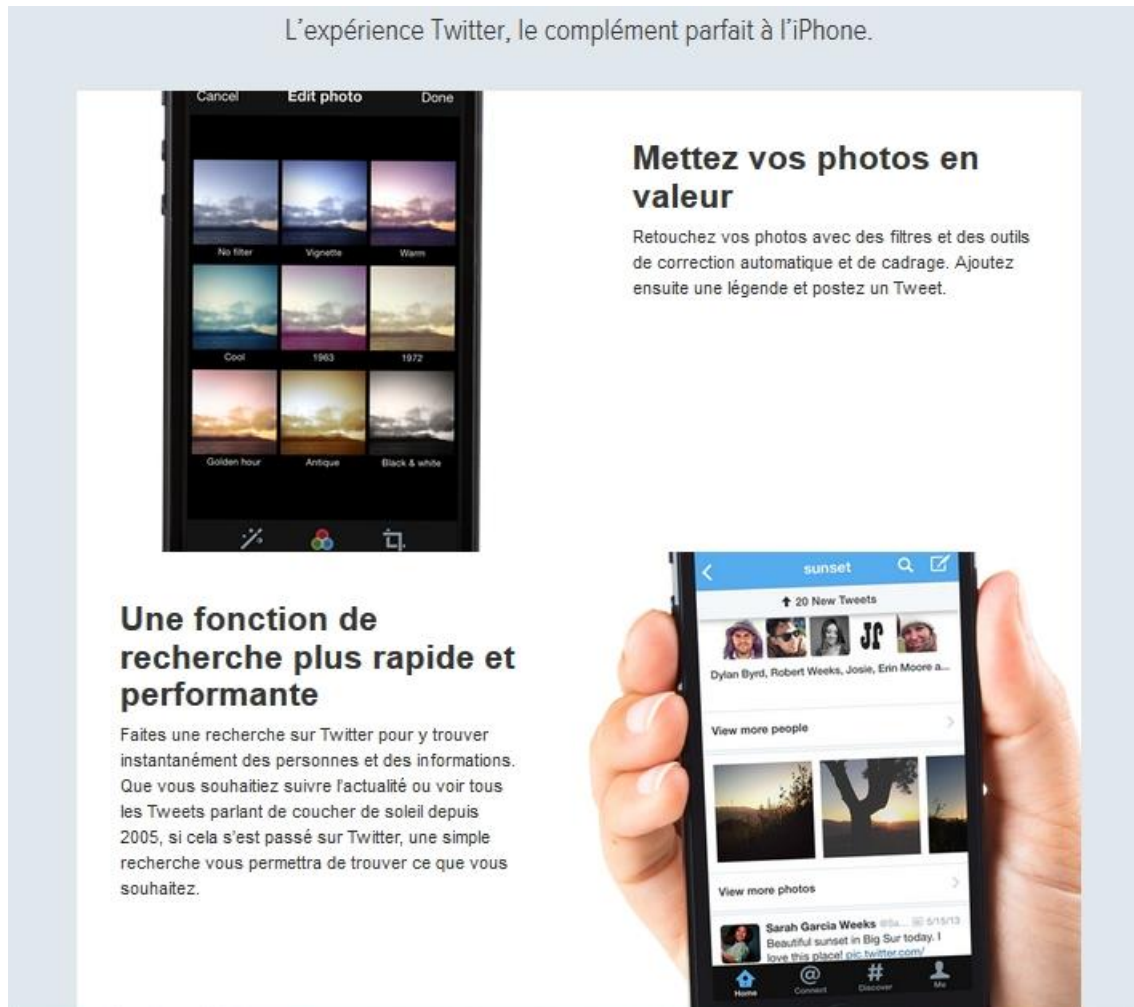 L'expérience Twitter, le complément parfait à l'iPhone.
Cancel Edit photo Done
No filter Vignette Warm
Cool 1963 1972
Golden hour Antique Black & white
Mettez vos photos en
valeur
Retouchez vos photos avec des filtres et des outils
de correction automatique et de cadrage. Ajoutez
ensuite une légende et postez un Tweet.
Une fonction de
recherche plus rapide et
performante
Faites une recherche sur Twitter pour y trouver
instantanément des personnes et des informations.
Que vous souhaitiez suivre l'actualité ou voir tous
les Tweets parlant de coucher de soleil depuis
2005, si cela s'est passé sur Twitter, une simple
recherche vous permettra de trouver ce que vous
souhaitez.
sunset
20 New Tweets
JP
Dylan Byrd, Robert Weeks, Josie, Erin Moore a...
View more people
View more photos
Sarah Garcia Weeks @Sa... 5/15/13
Beautiful sunset in Big Sur today. I
love this place! pic.twitter.com/
Home Connect Discover Me